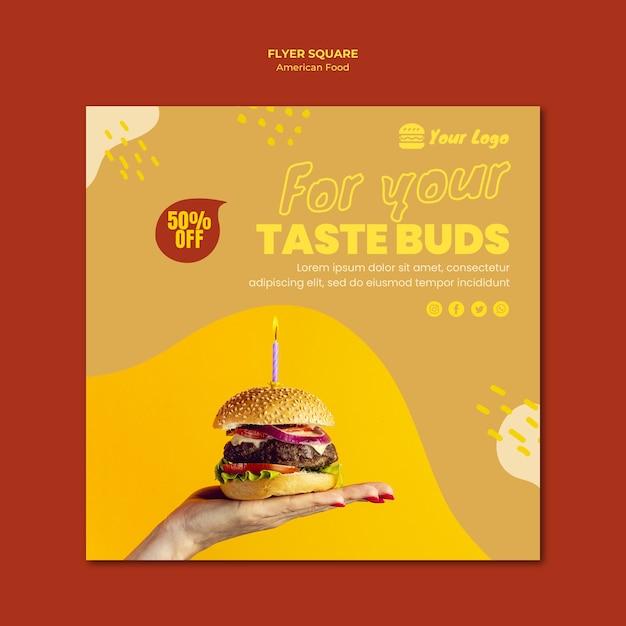 FLYER SQUARE
American Food
Your Logo
For your
50%
OFF
TASTE BUDS
Lorem ipsum dolor sit amet, consectetur
adipiscing elit, sed do eiusmod tempor incididunt